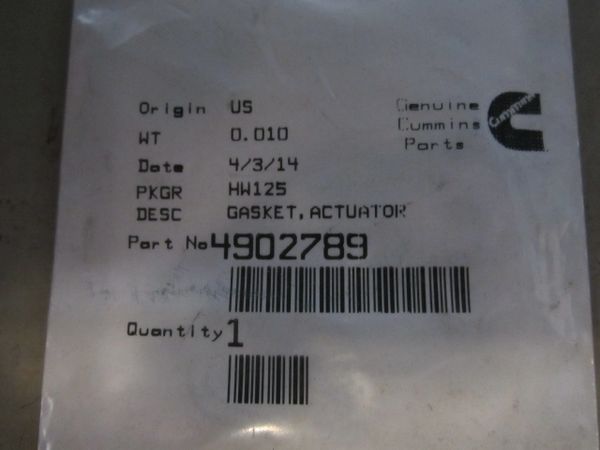 Origin US
WT 0.010
Date 4/3/14
PKGR HW125
DESC GASKET, ACTUATOR
Part No 4902789
Quantity 1
Genuine
Cummins
Parts
Cummins